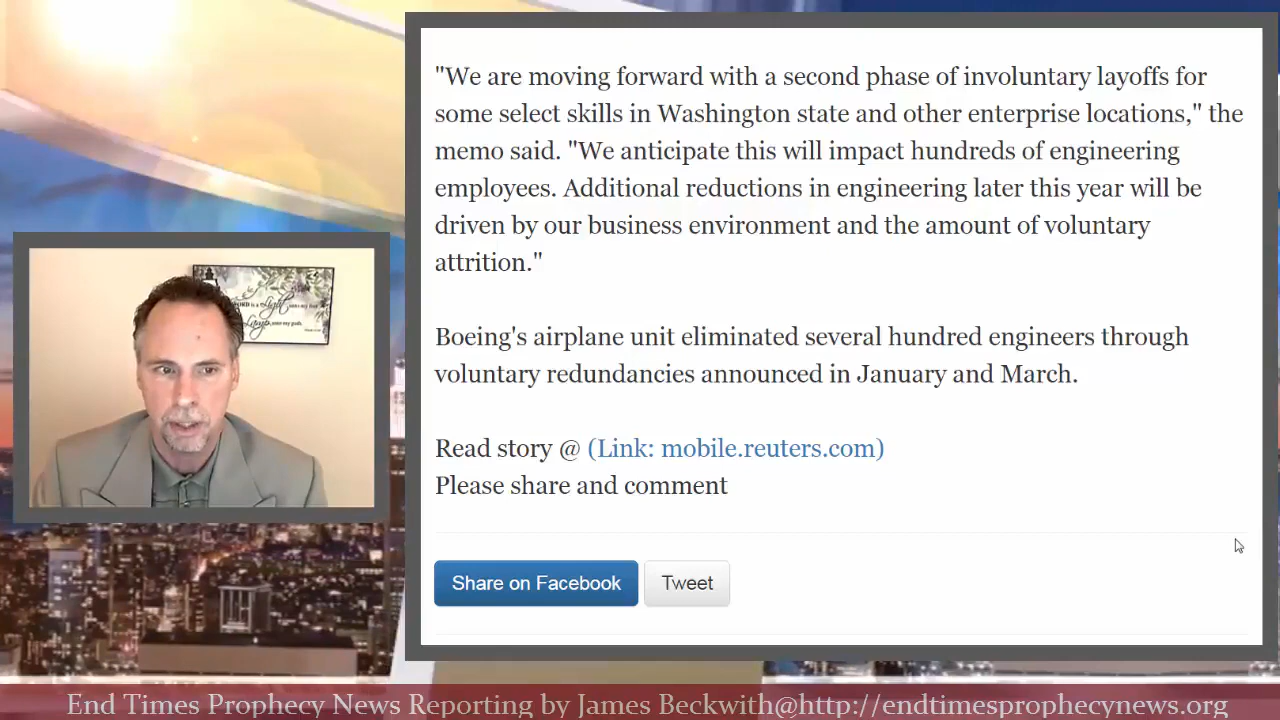 "We are moving forward with a second phase of involuntary layoffs for
some select skills in Washington state and other enterprise locations," the
memo said. "We anticipate this will impact hundreds of engineering
employees. Additional reductions in engineering later this year will be
driven by our business environment and the amount of voluntary
attrition."
Boeing's airplane unit eliminated several hundred engineers through
voluntary redundancies announced in January and March.
Read story @ (Link: mobile.reuters.com)
Please share and comment
Share on Facebook Tweet
Light
Lamp
End Times Prophecy News Reporting by James Beckwith@http://endtimesprophecynews.org